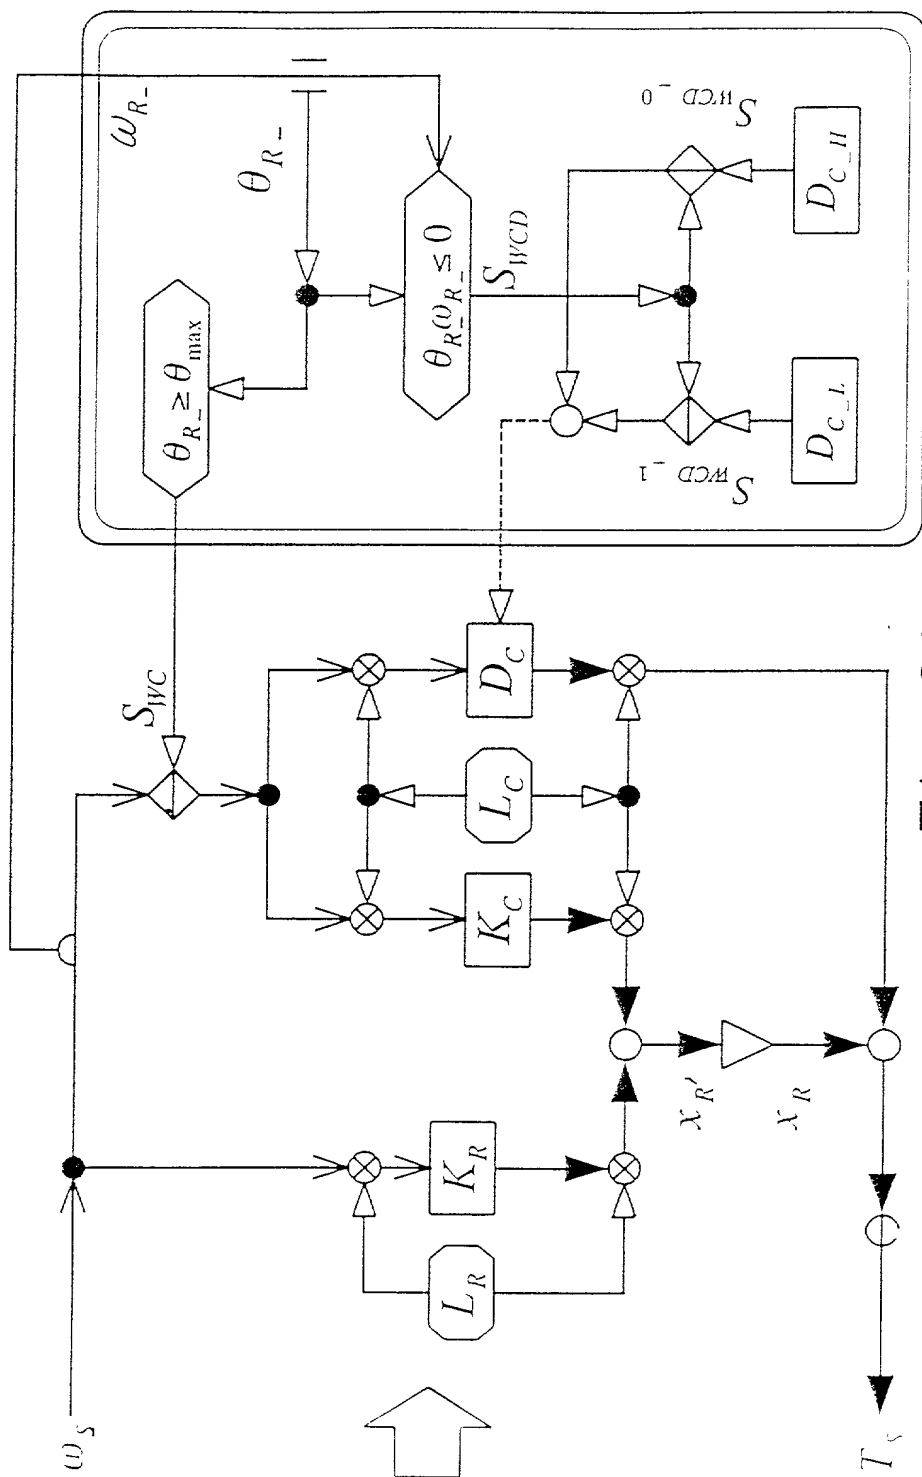 ω_S
ω_R_
S_WC
θ_R_ ≥ θ_max
θ_R_
θ_R_ω_R_ ≤ 0
S_WCD
S_WCD_1
S_WCD_0
D_C_L
D_C_H
L_R
K_R
K_C
L_C
D_C
x_R'
x_R
T_S